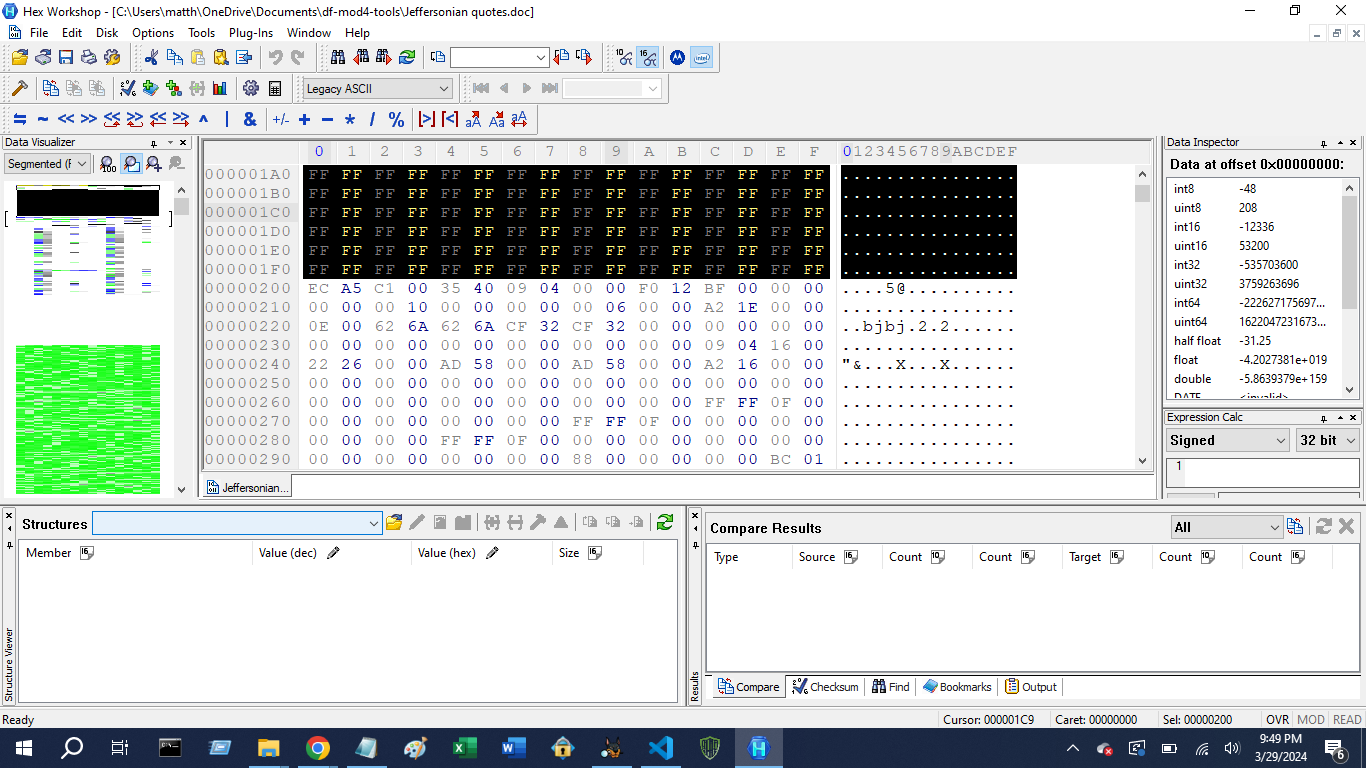 Hex Workshop - [C:\Users\matth\OneDrive\Documents\df-mod4-tools\Jeffersonian quotes.doc]
File Edit Disk Options Tools Plug-Ins Window Help
Legacy ASCII
Data Visualizer
Segmented (F
0 1 2 3 4 5 6 7 8 9 A B C D E F 0123456789ABCDEF
000001A0 FF FF FF FF FF FF FF FF FF FF FF FF FF FF FF FF ................
000001B0 FF FF FF FF FF FF FF FF FF FF FF FF FF FF FF FF ................
000001C0 FF FF FF FF FF FF FF FF FF FF FF FF FF FF FF FF ................
000001D0 FF FF FF FF FF FF FF FF FF FF FF FF FF FF FF FF ................
000001E0 FF FF FF FF FF FF FF FF FF FF FF FF FF FF FF FF ................
000001F0 FF FF FF FF FF FF FF FF FF FF FF FF FF FF FF FF ................
00000200 EC A5 C1 00 35 40 09 04 00 00 F0 12 BF 00 00 00 ....5@..........
00000210 00 00 00 10 00 00 00 00 00 06 00 00 A2 1E 00 00 ................
00000220 0E 00 62 6A 62 6A CF 32 CF 32 00 00 00 00 00 00 ..bjbj.2.2......
00000230 00 00 00 00 00 00 00 00 00 00 00 00 09 04 16 00 ................
00000240 22 26 00 00 AD 58 00 00 AD 58 00 00 A2 16 00 00 "&...X...X......
00000250 00 00 00 00 00 00 00 00 00 00 00 00 00 00 00 00 ................
00000260 00 00 00 00 00 00 00 00 00 00 00 00 FF FF 0F 00 ................
00000270 00 00 00 00 00 00 00 00 FF FF 0F 00 00 00 00 00 ................
00000280 00 00 00 00 FF FF 0F 00 00 00 00 00 00 00 00 00 ................
00000290 00 00 00 00 00 00 00 00 88 00 00 00 00 00 BC 01 ................
Jeffersonian...
Data Inspector
Data at offset 0x00000000:
int8 -48
uint8 208
int16 -12336
uint16 53200
int32 -535703600
uint32 3759263696
int64 -222627175697...
uint64 1622047231673...
half float -31.25
float -4.2027381e+019
double -5.8639379e+159
DATE <invalid>
Expression Calc
Signed 32 bit
1
Structures
Member Value (dec) Value (hex) Size
Structure Viewer
Compare Results
All
Type Source Count Count Target Count Count
Results
Compare Checksum Find Bookmarks Output
Ready Cursor: 000001C9 Caret: 00000000 Sel: 00000200 OVR MOD READ
9:49 PM
3/29/2024
6